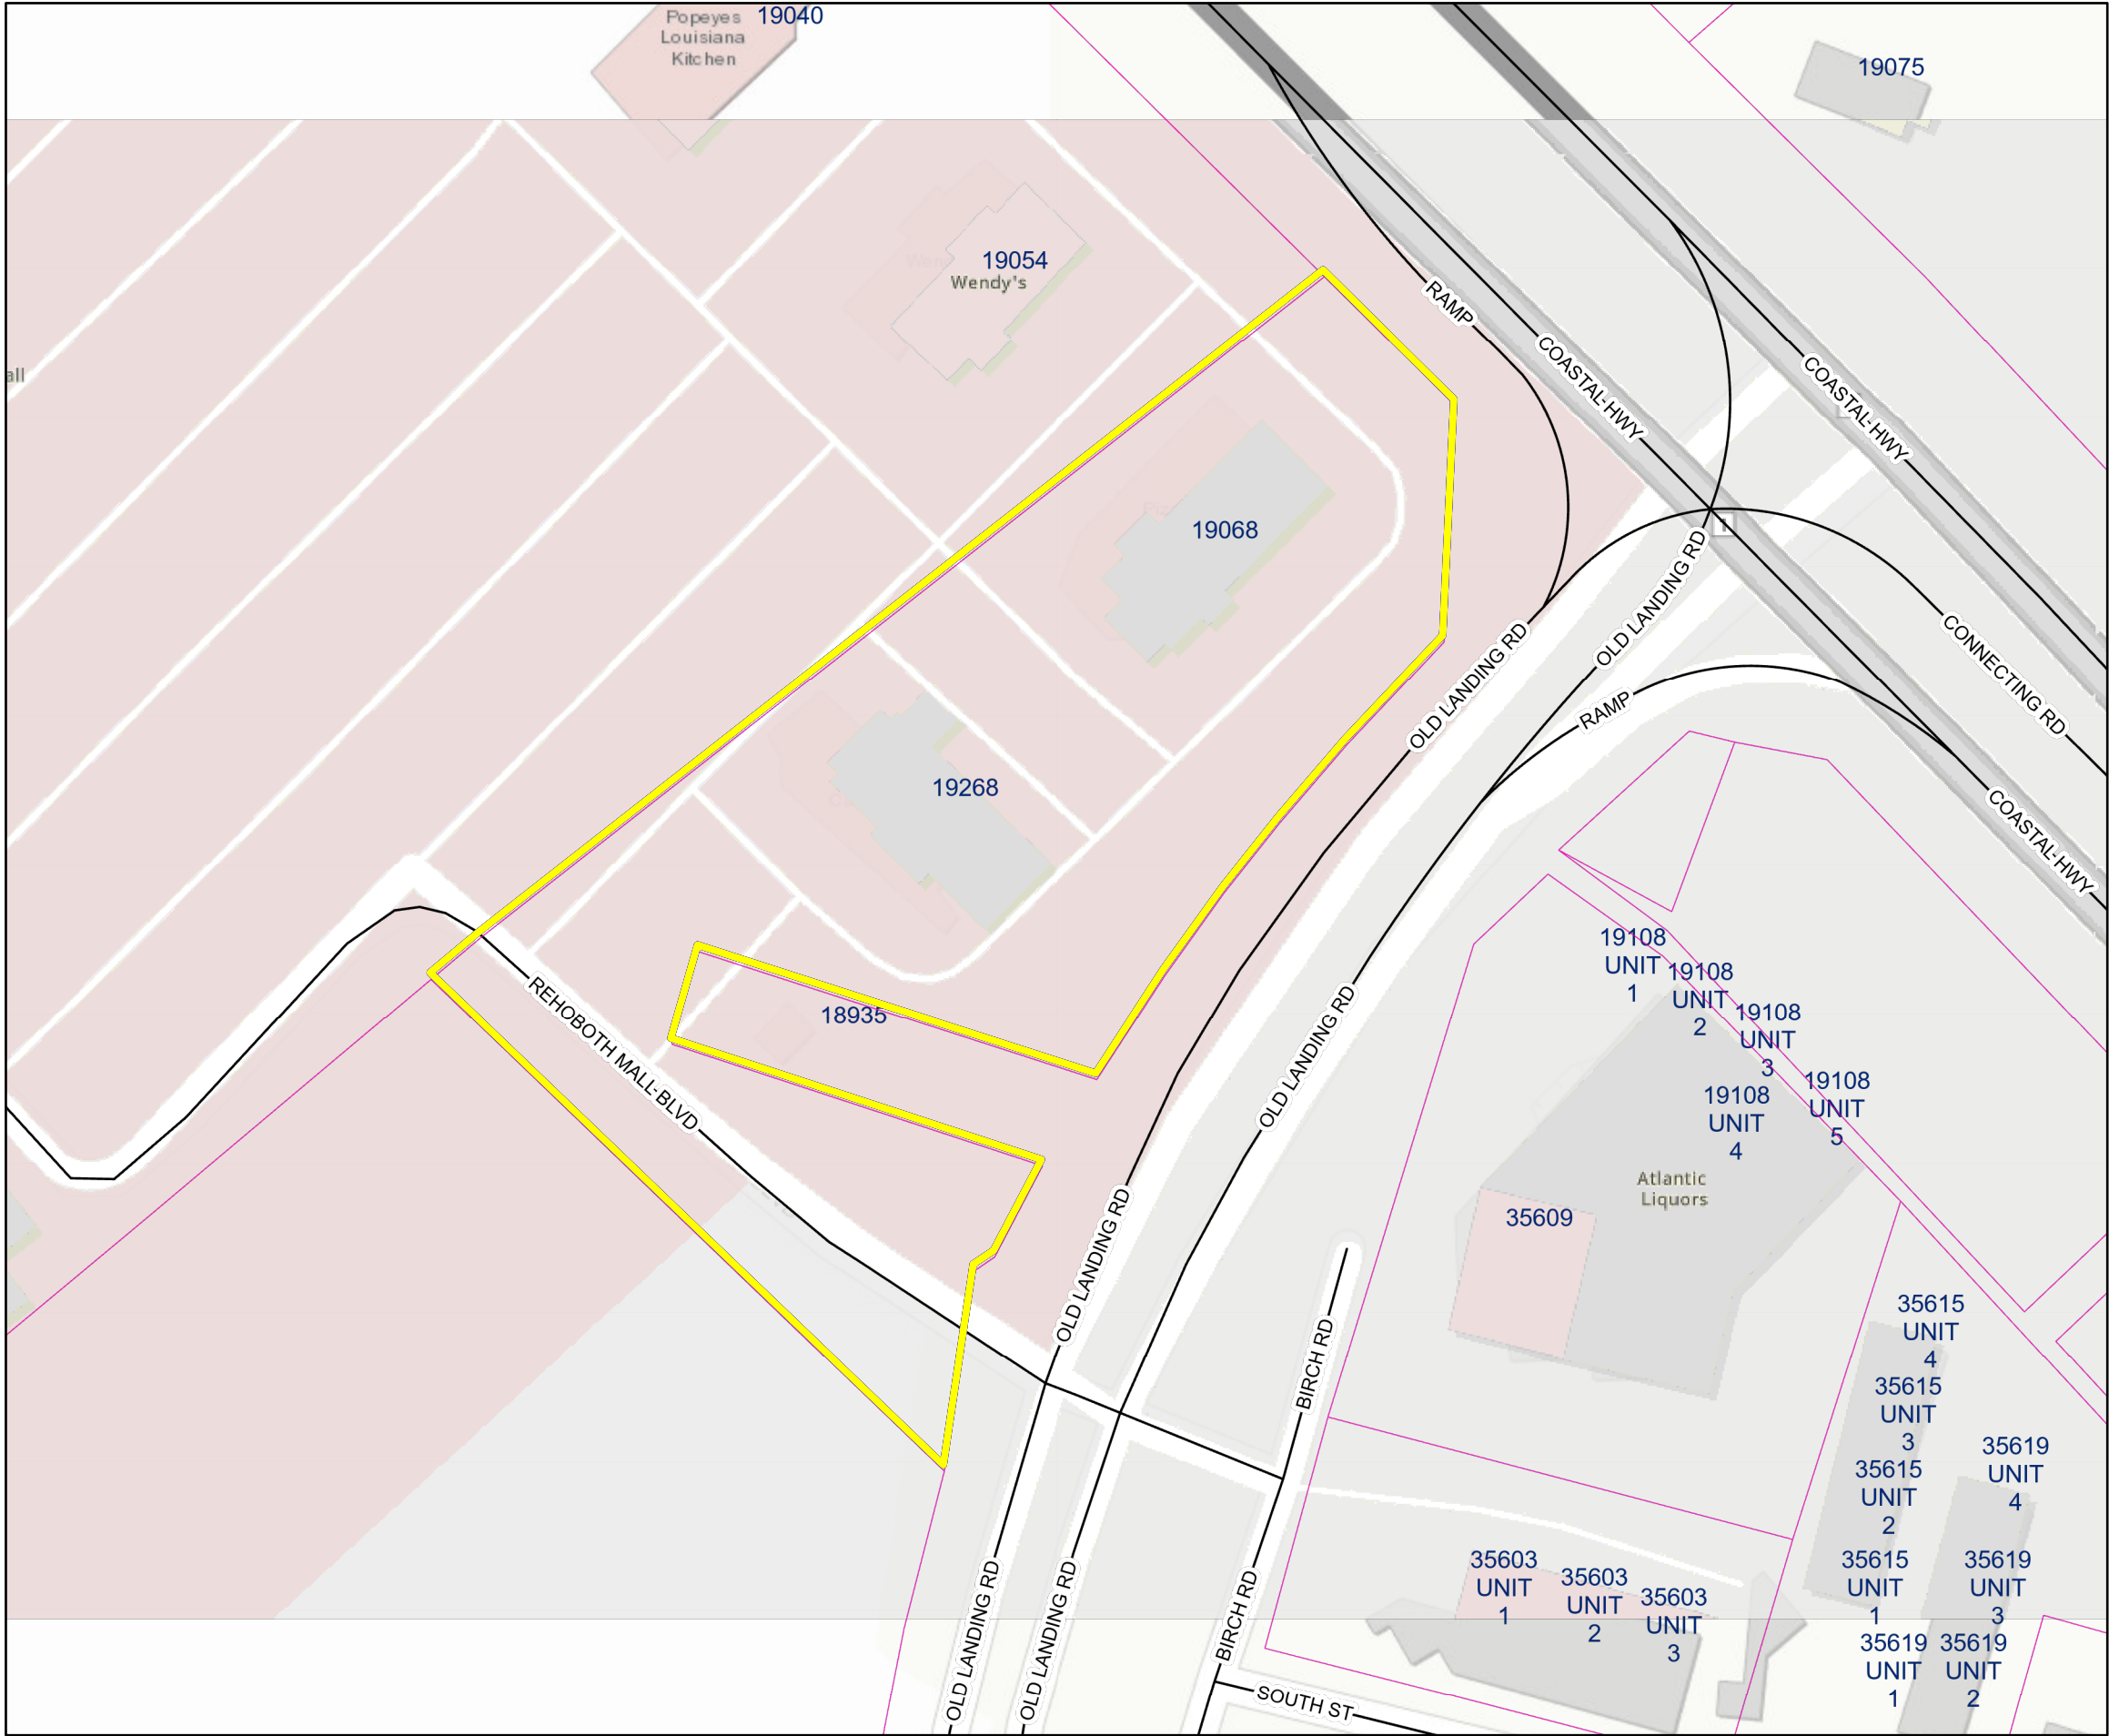 Popeyes
Louisiana
Kitchen
19040
19075
19054
Wendy's
all
RAMP
COASTAL HWY
COASTAL HWY
19068
1
OLD LANDING RD
OLD LANDING RD
CONNECTING RD
RAMP
19268
COASTAL HWY
18935
REHOBOTH MALL BLVD
OLD LANDING RD
19108
UNIT
1
19108
UNIT
2
19108
UNIT
3
19108
UNIT
4
19108
UNIT
5
Atlantic
Liquors
35609
OLD LANDING RD
BIRCH RD
35615
UNIT
4
35615
UNIT
3
35615
UNIT
2
35615
UNIT
1
35619
UNIT
4
35619
UNIT
3
35619
UNIT
1
35619
UNIT
2
35603
UNIT
1
35603
UNIT
2
35603
UNIT
3
OLD LANDING RD
OLD LANDING RD
BIRCH RD
SOUTH ST